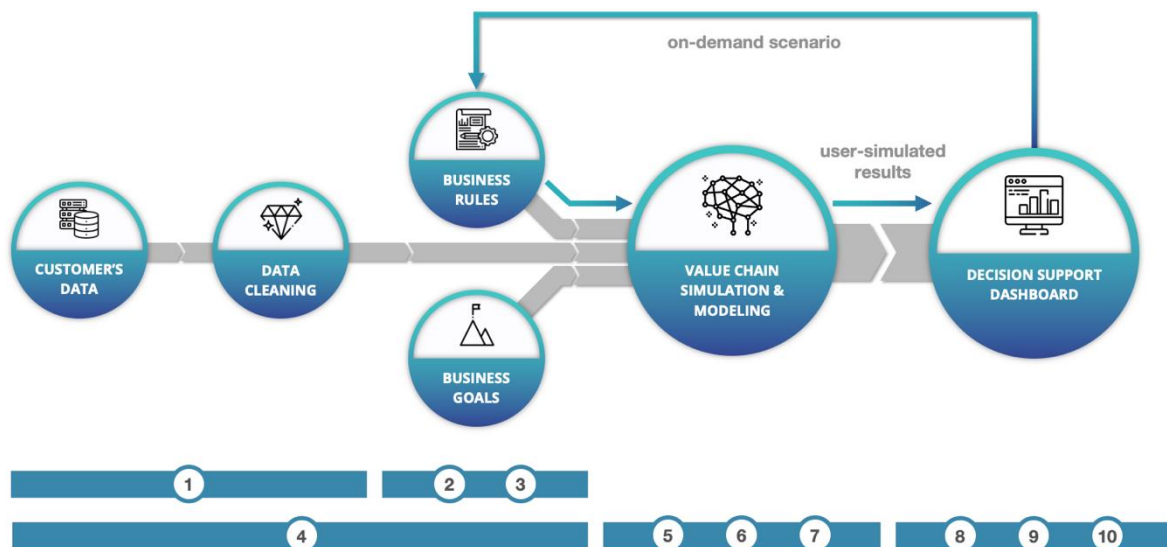 on-demand scenario
BUSINESS
RULES
user-simulated
results
CUSTOMER'S
DATA
DATA
CLEANING
VALUE CHAIN
SIMULATION &
MODELING
DECISION SUPPORT
DASHBOARD
BUSINESS
GOALS
1
2
3
4
5
6
7
8
9
10